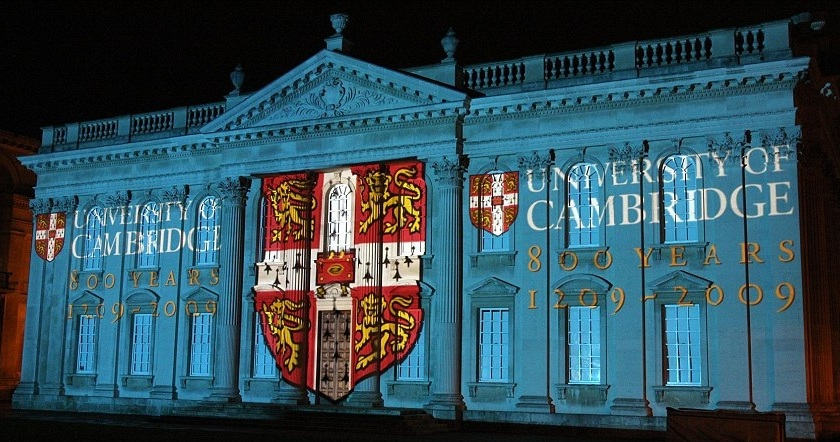 UNIVERSITY OF
CAMBRIDGE
800 YEARS
1209 ~ 2009
UNIVERSITY OF
CAMBRIDGE
800 YEARS
1209 ~ 2009